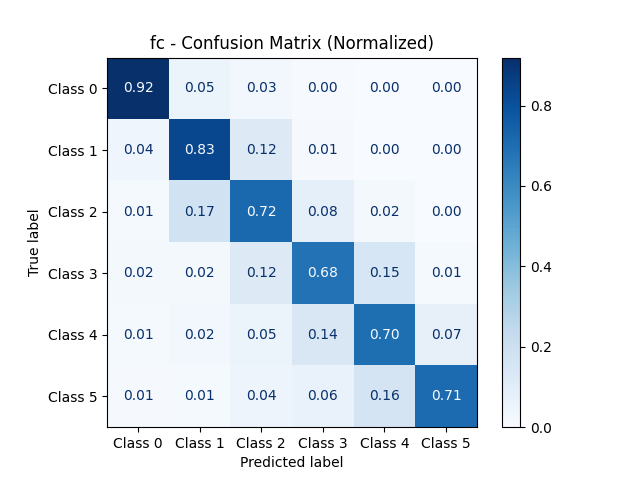 fc - Confusion Matrix (Normalized)
Class 0 0.92 0.05 0.03 0.00 0.00 0.00
Class 1 0.04 0.83 0.12 0.01 0.00 0.00
Class 2 0.01 0.17 0.72 0.08 0.02 0.00
Class 3 0.02 0.02 0.12 0.68 0.15 0.01
Class 4 0.01 0.02 0.05 0.14 0.70 0.07
Class 5 0.01 0.01 0.04 0.06 0.16 0.71
Class 0 Class 1 Class 2 Class 3 Class 4 Class 5
Predicted label
True label
0.8
0.6
0.4
0.2
0.0